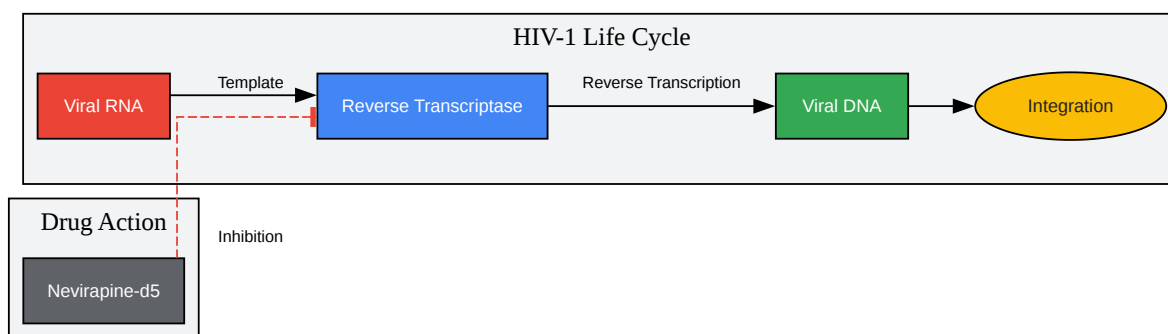 HIV-1 Life Cycle
Viral RNA
Template
Reverse Transcriptase
Reverse Transcription
Viral DNA
Integration
Drug Action
Inhibition
Nevirapine-d5